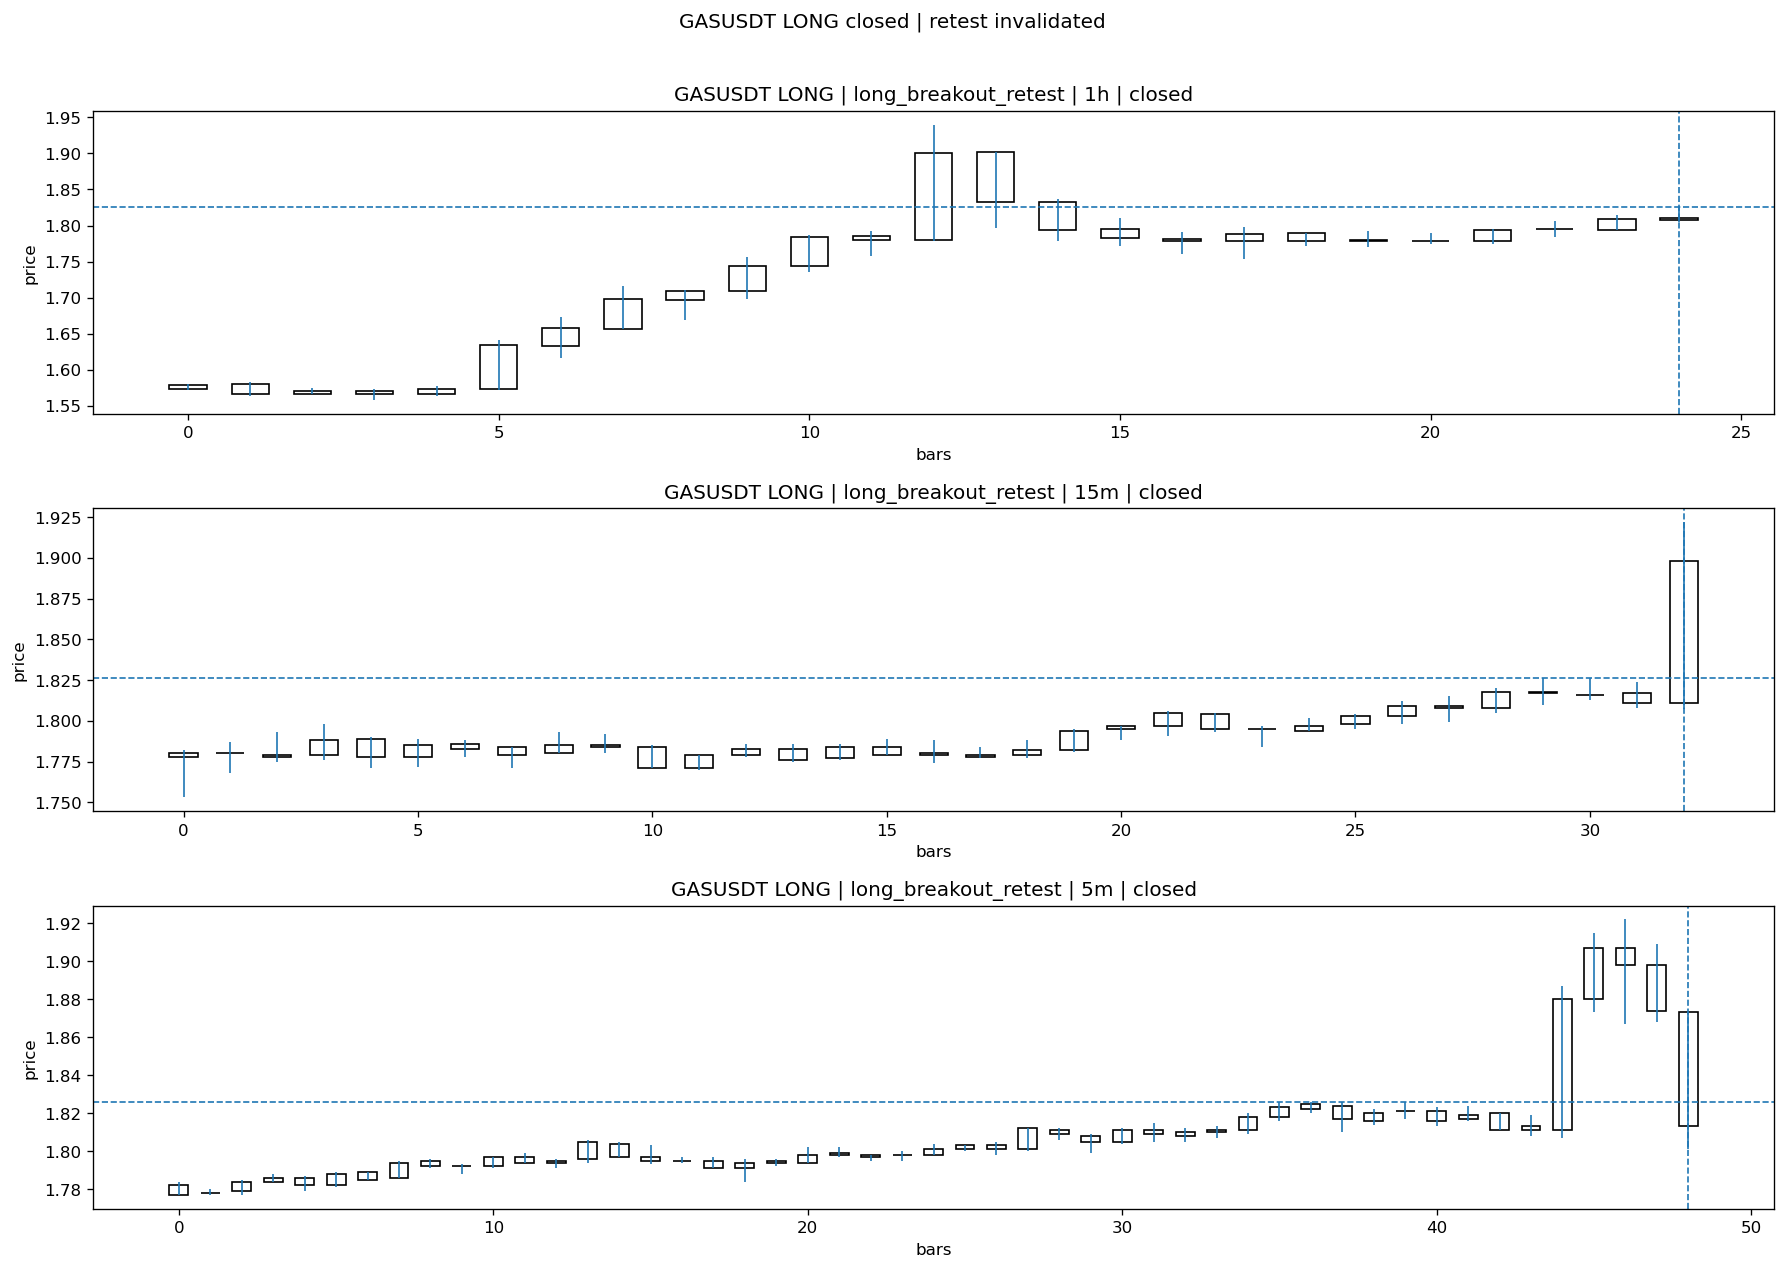 GASUSDT LONG closed | retest invalidated
GASUSDT LONG | long_breakout_retest | 1h | closed
1.95
1.90
1.85
1.80
1.75
1.70
1.65
1.60
1.55
price
0 5 10 15 20 25
bars
GASUSDT LONG | long_breakout_retest | 15m | closed
1.925
1.900
1.875
1.850
1.825
1.800
1.775
1.750
price
0 5 10 15 20 25 30
bars
GASUSDT LONG | long_breakout_retest | 5m | closed
1.92
1.90
1.88
1.86
1.84
1.82
1.80
1.78
price
0 10 20 30 40 50
bars